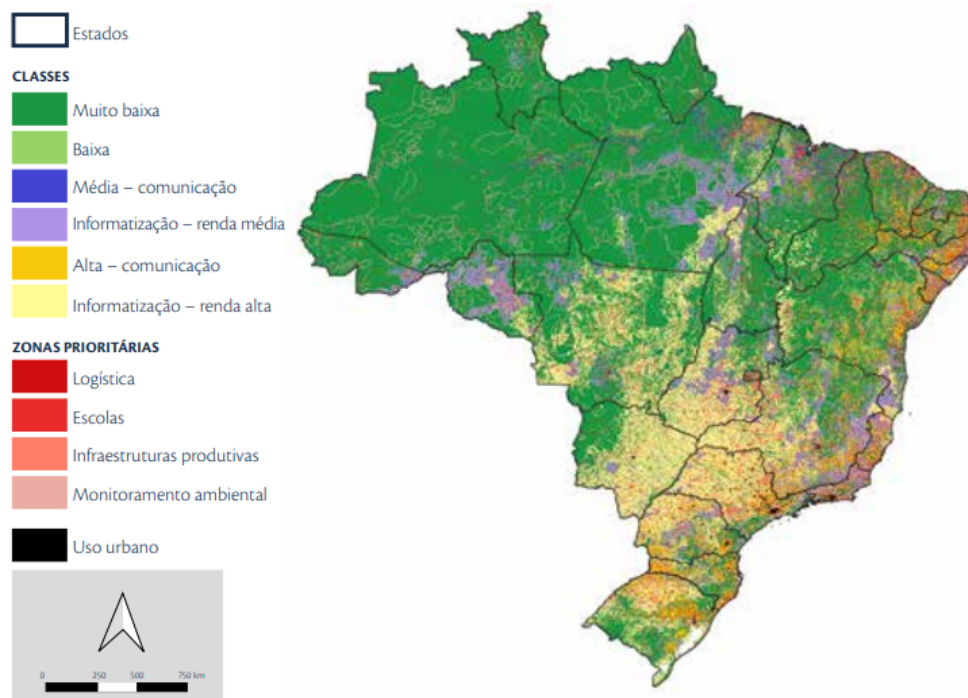 Estados
CLASSES
Muito baixa
Baixa
Média – comunicação
Informatização – renda média
Alta – comunicação
Informatização – renda alta
ZONAS PRIORITÁRIAS
Logística
Escolas
Infraestruturas produtivas
Monitoramento ambiental
Uso urbano
0 250 500 750 km